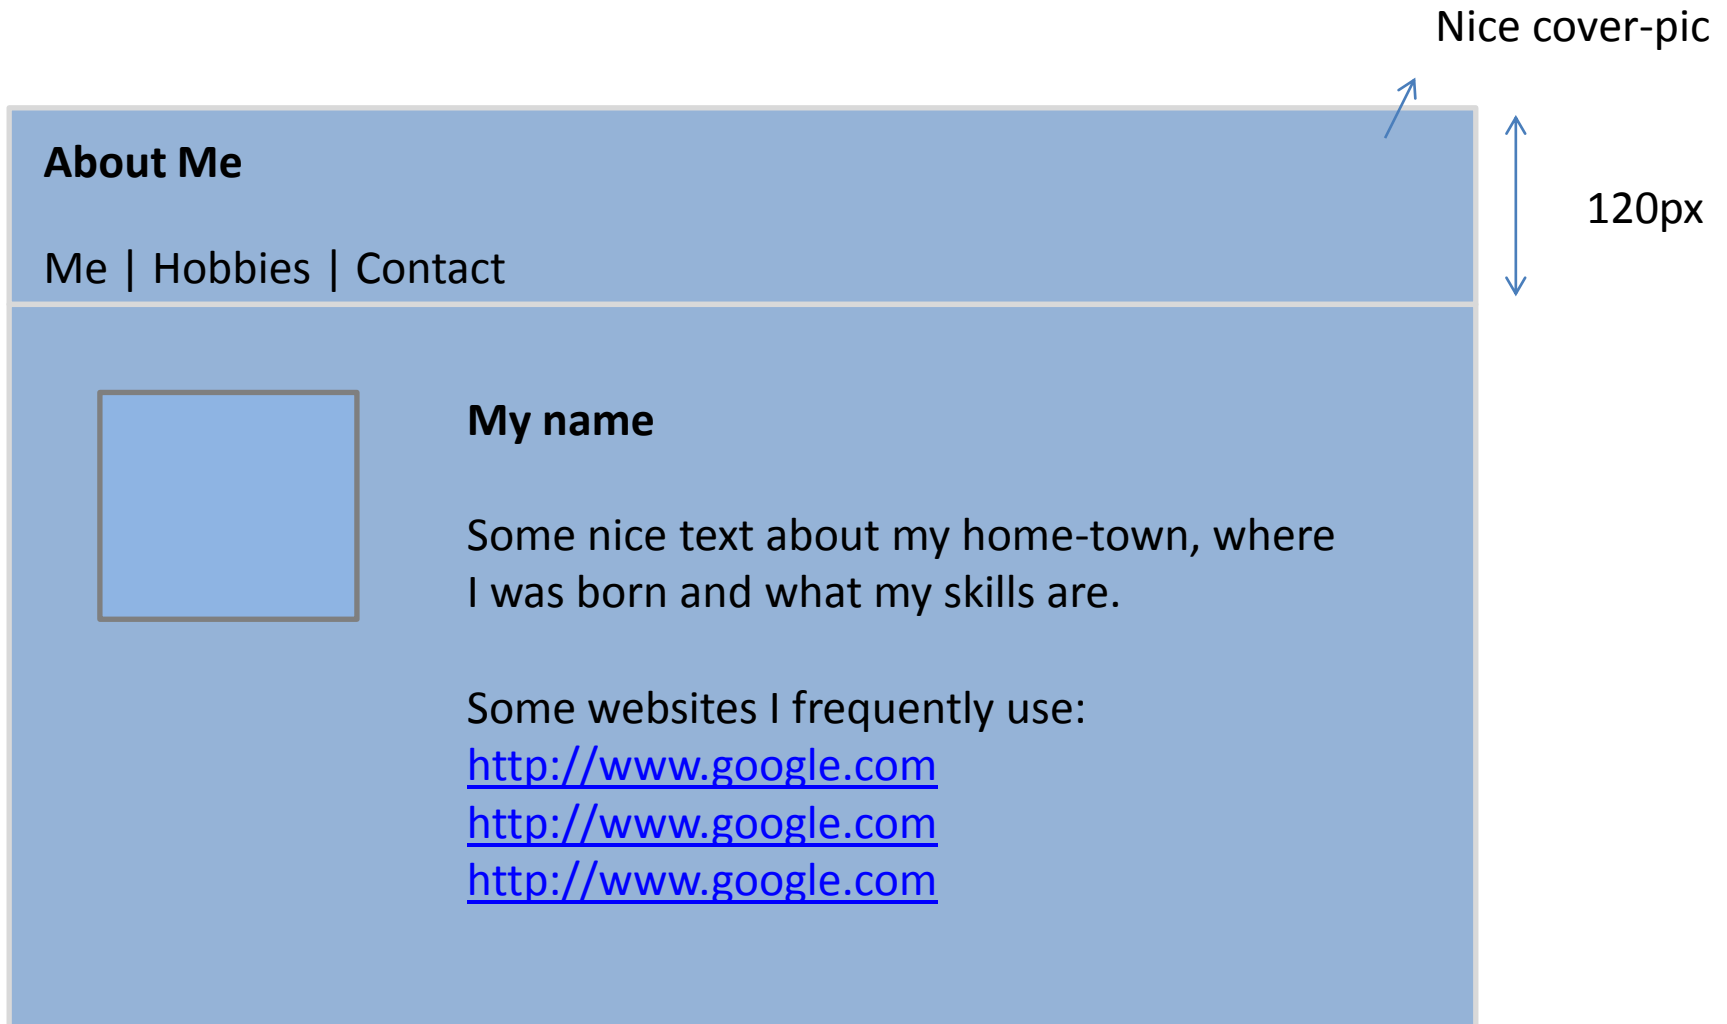 Nice cover-pic
About Me
120px
Me | Hobbies | Contact
My name
Some nice text about my home-town, where
I was born and what my skills are.
Some websites I frequently use:
http://www.google.com
http://www.google.com
http://www.google.com